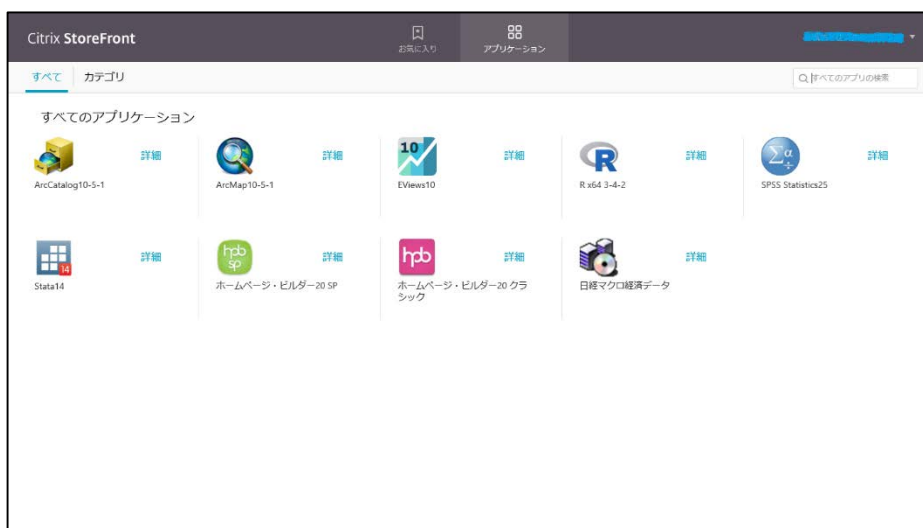 Citrix StoreFront
お気に入り
アプリケーション
すべて
カテゴリ
すべてのアプリの検索
すべてのアプリケーション
詳細
ArcCatalog10-5-1
詳細
ArcMap10-5-1
10
詳細
EViews10
R
詳細
R x64 3-4-2
Σα÷
詳細
SPSS Statistics25
14
詳細
Stata14
hpb
sp
詳細
ホームページ・ビルダー20 SP
hpb
詳細
ホームページ・ビルダー20 クラ
シック
詳細
日経マクロ経済データ